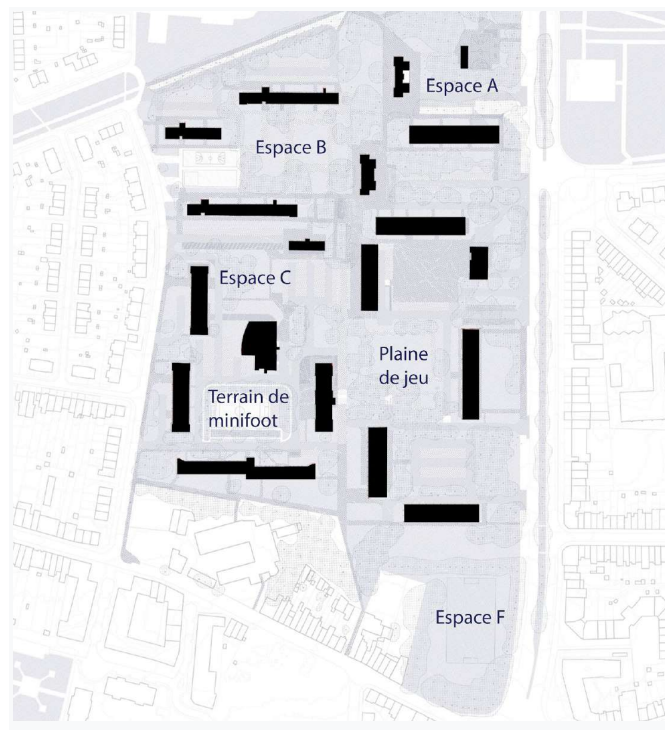 Espace A
Espace B
Espace C
Plaine
de jeu
Terrain de
minifoot
Espace F